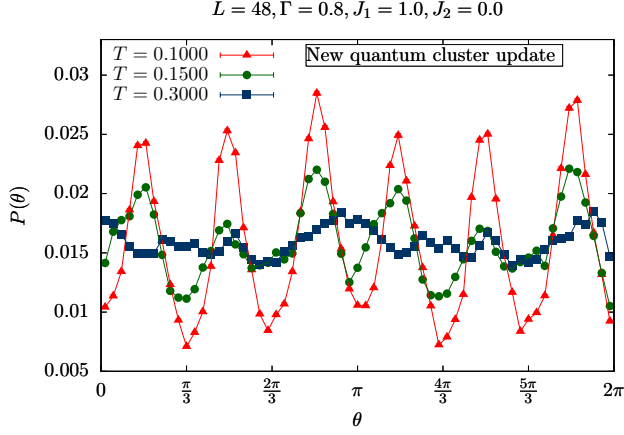 L = 48, Γ = 0.8, J₁ = 1.0, J₂ = 0.0
T = 0.1000
T = 0.1500
T = 0.3000
New quantum cluster update
0.03
0.025
0.02
0.015
0.01
0.005
P(θ)
0 π/3 2π/3 π 4π/3 5π/3 2π
θ